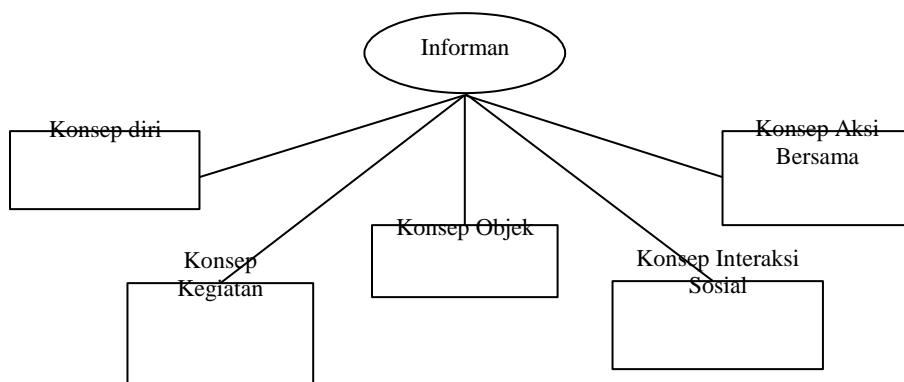 Informan
Konsep diri
Konsep Aksi
Bersama
Konsep Objek
Konsep
Kegiatan
Konsep Interaksi
Sosial